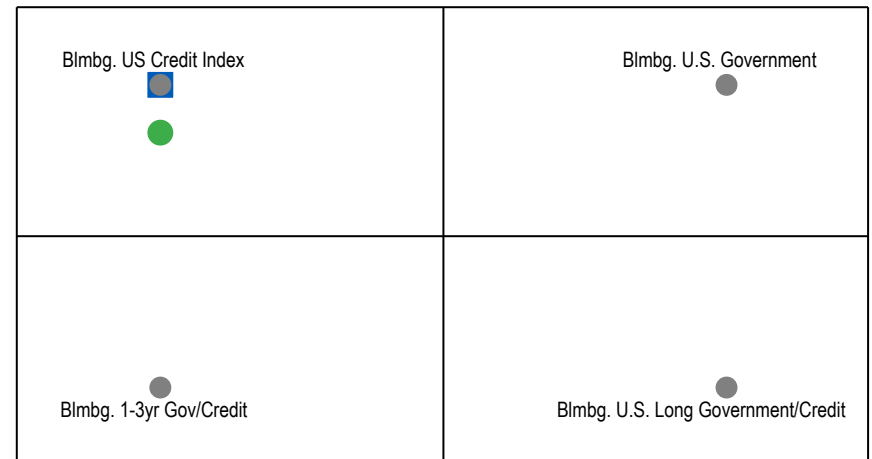 Blmbg. US Credit Index
Blmbg. U.S. Government
Blmbg. 1-3yr Gov/Credit
Blmbg. U.S. Long Government/Credit